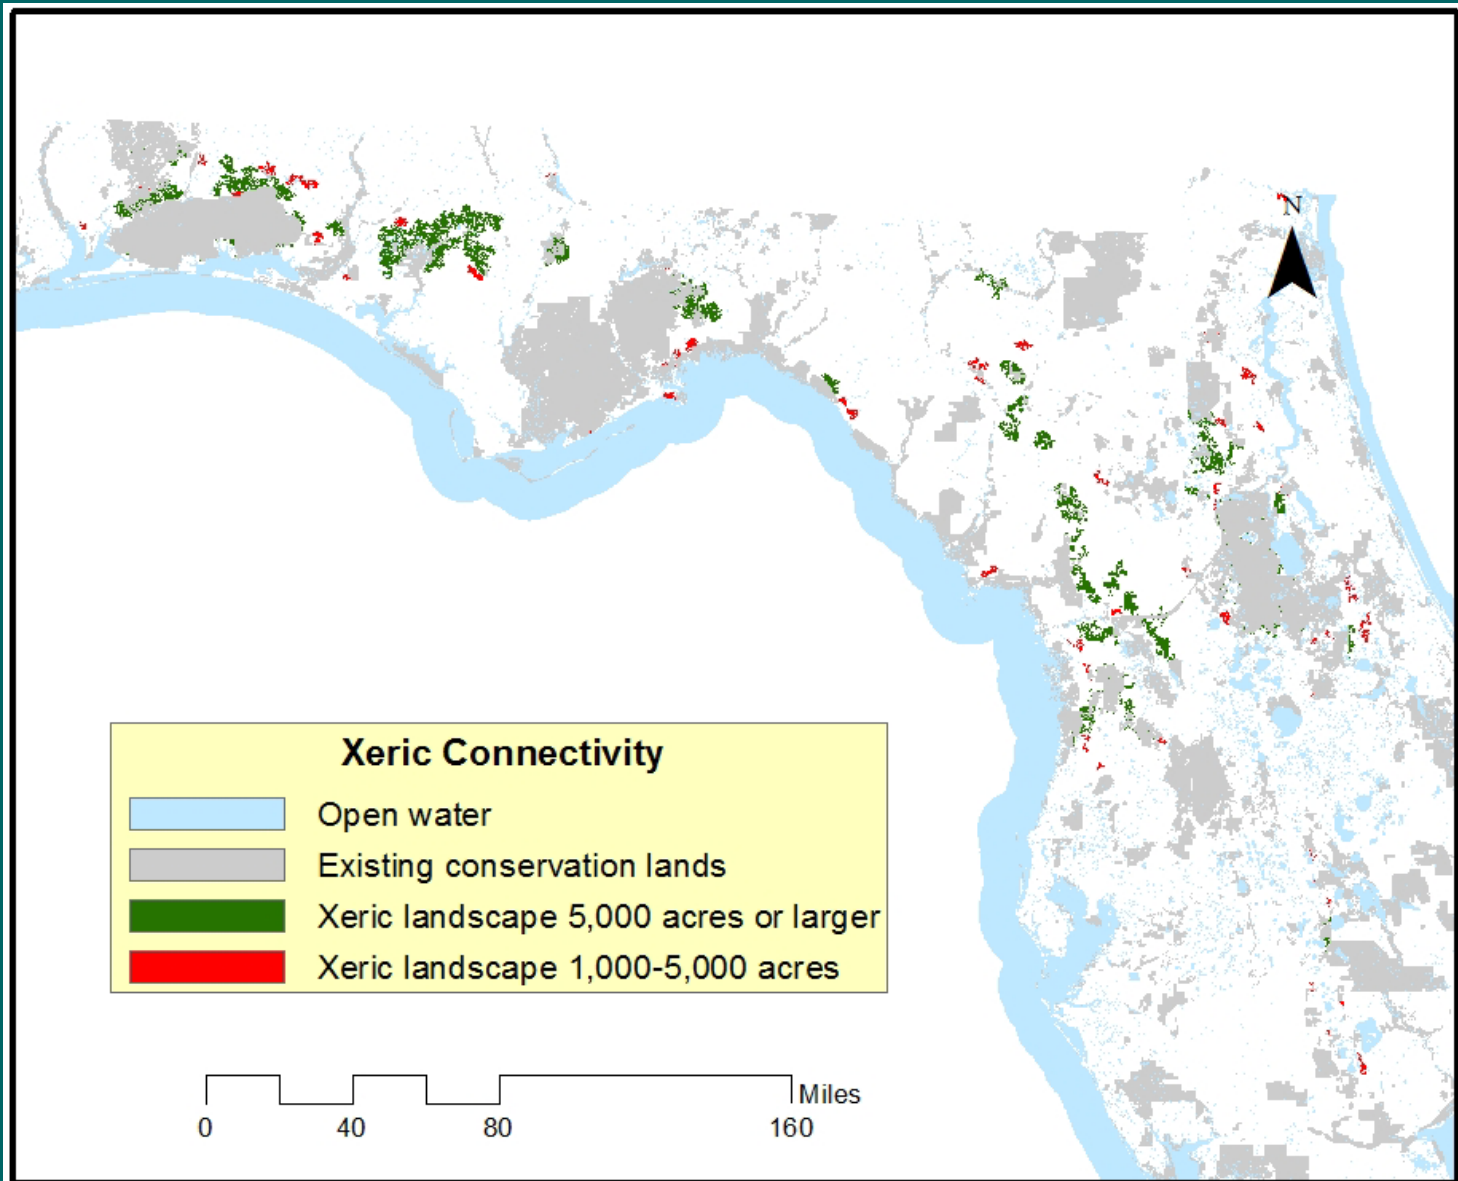 N
Xeric Connectivity
Open water
Existing conservation lands
Xeric landscape 5,000 acres or larger
Xeric landscape 1,000-5,000 acres
Miles
0 40 80 160